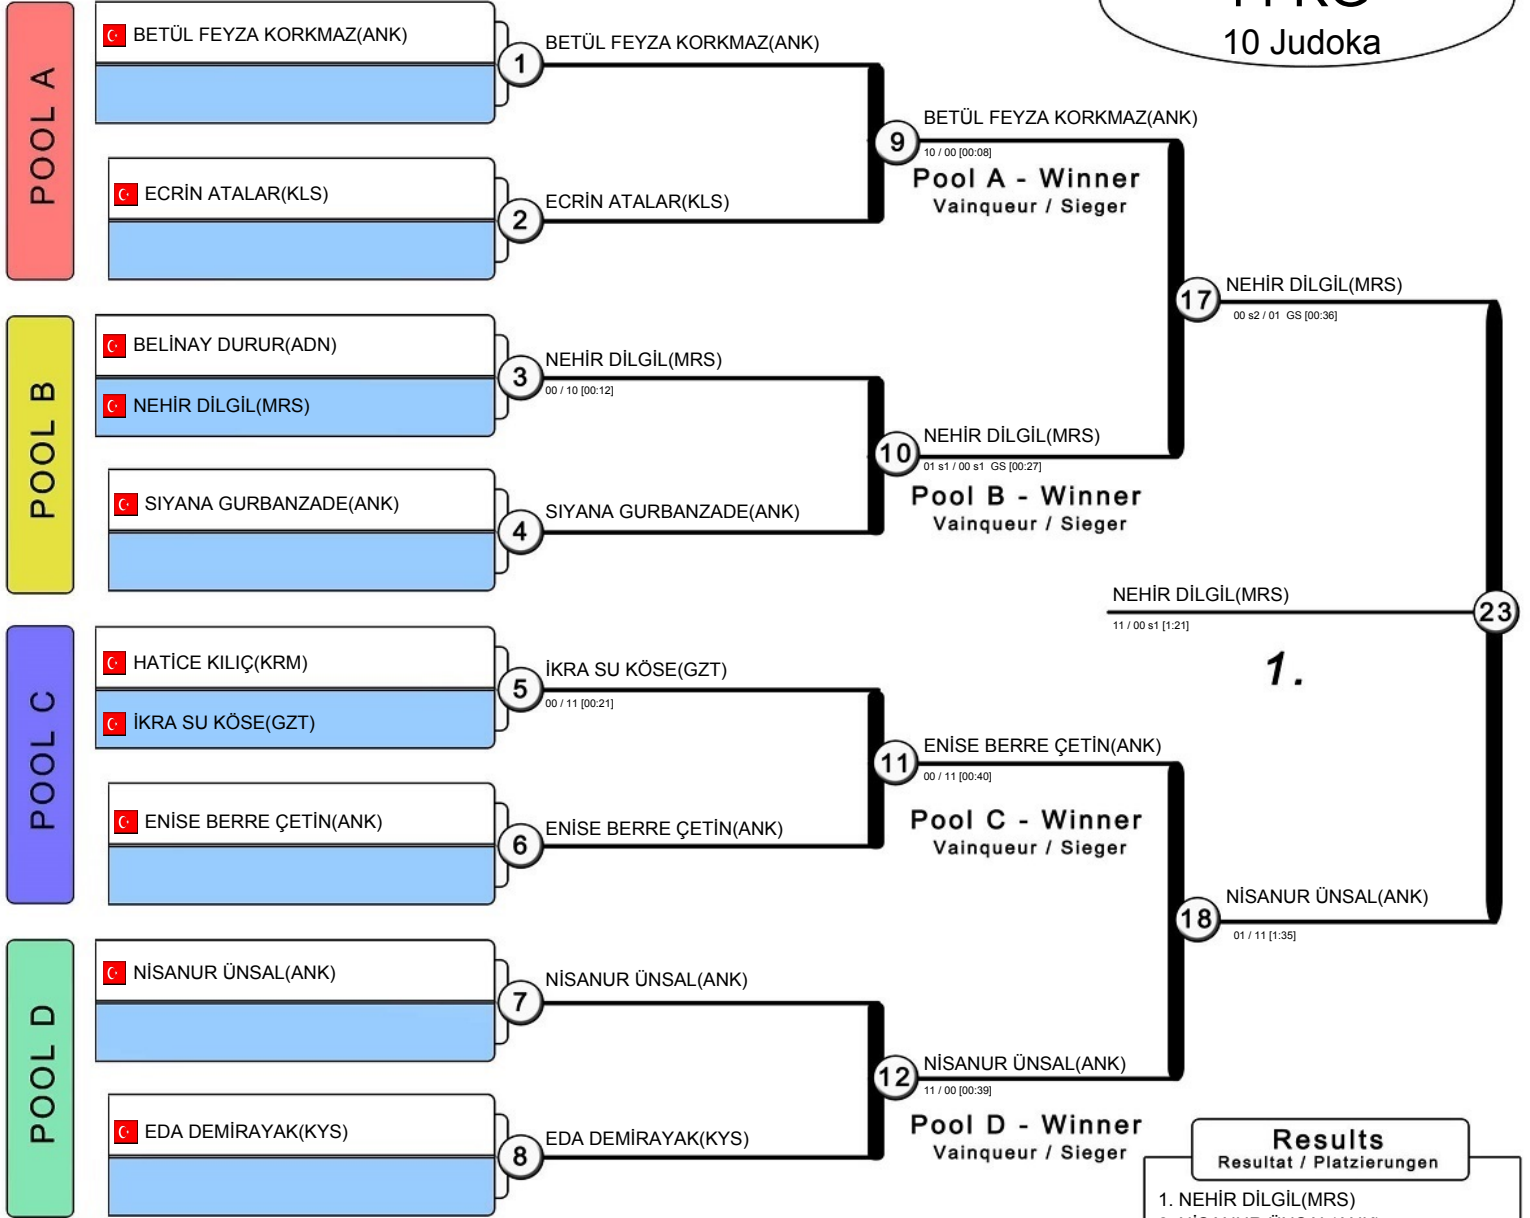 10 Judoka
POOL A
BETÜL FEYZA KORKMAZ(ANK)
1
BETÜL FEYZA KORKMAZ(ANK)
ECRİN ATALAR(KLS)
2
ECRİN ATALAR(KLS)
9
BETÜL FEYZA KORKMAZ(ANK)
10 / 00 [00:08]
Pool A - Winner
Vainqueur / Sieger
POOL B
BELİNAY DURUR(ADN)
NEHİR DİLGİL(MRS)
3
NEHİR DİLGİL(MRS)
00 / 10 [00:12]
SIYANA GURBANZADE(ANK)
4
SIYANA GURBANZADE(ANK)
10
NEHİR DİLGİL(MRS)
01 s1 / 00 s1 GS [00:27]
Pool B - Winner
Vainqueur / Sieger
17
NEHİR DİLGİL(MRS)
00 s2 / 01 GS [00:36]
NEHİR DİLGİL(MRS)
23
11 / 00 s1 [1:21]
1.
POOL C
HATİCE KILIÇ(KRM)
İKRA SU KÖSE(GZT)
5
İKRA SU KÖSE(GZT)
00 / 11 [00:21]
ENİSE BERRE ÇETİN(ANK)
6
ENİSE BERRE ÇETİN(ANK)
11
ENİSE BERRE ÇETİN(ANK)
00 / 11 [00:40]
Pool C - Winner
Vainqueur / Sieger
18
NİSANUR ÜNSAL(ANK)
01 / 11 [1:35]
POOL D
NİSANUR ÜNSAL(ANK)
7
NİSANUR ÜNSAL(ANK)
EDA DEMİRAYAK(KYS)
8
EDA DEMİRAYAK(KYS)
12
NİSANUR ÜNSAL(ANK)
11 / 00 [00:39]
Pool D - Winner
Vainqueur / Sieger
Results
Resultat / Platzierungen
1. NEHİR DİLGİL(MRS)